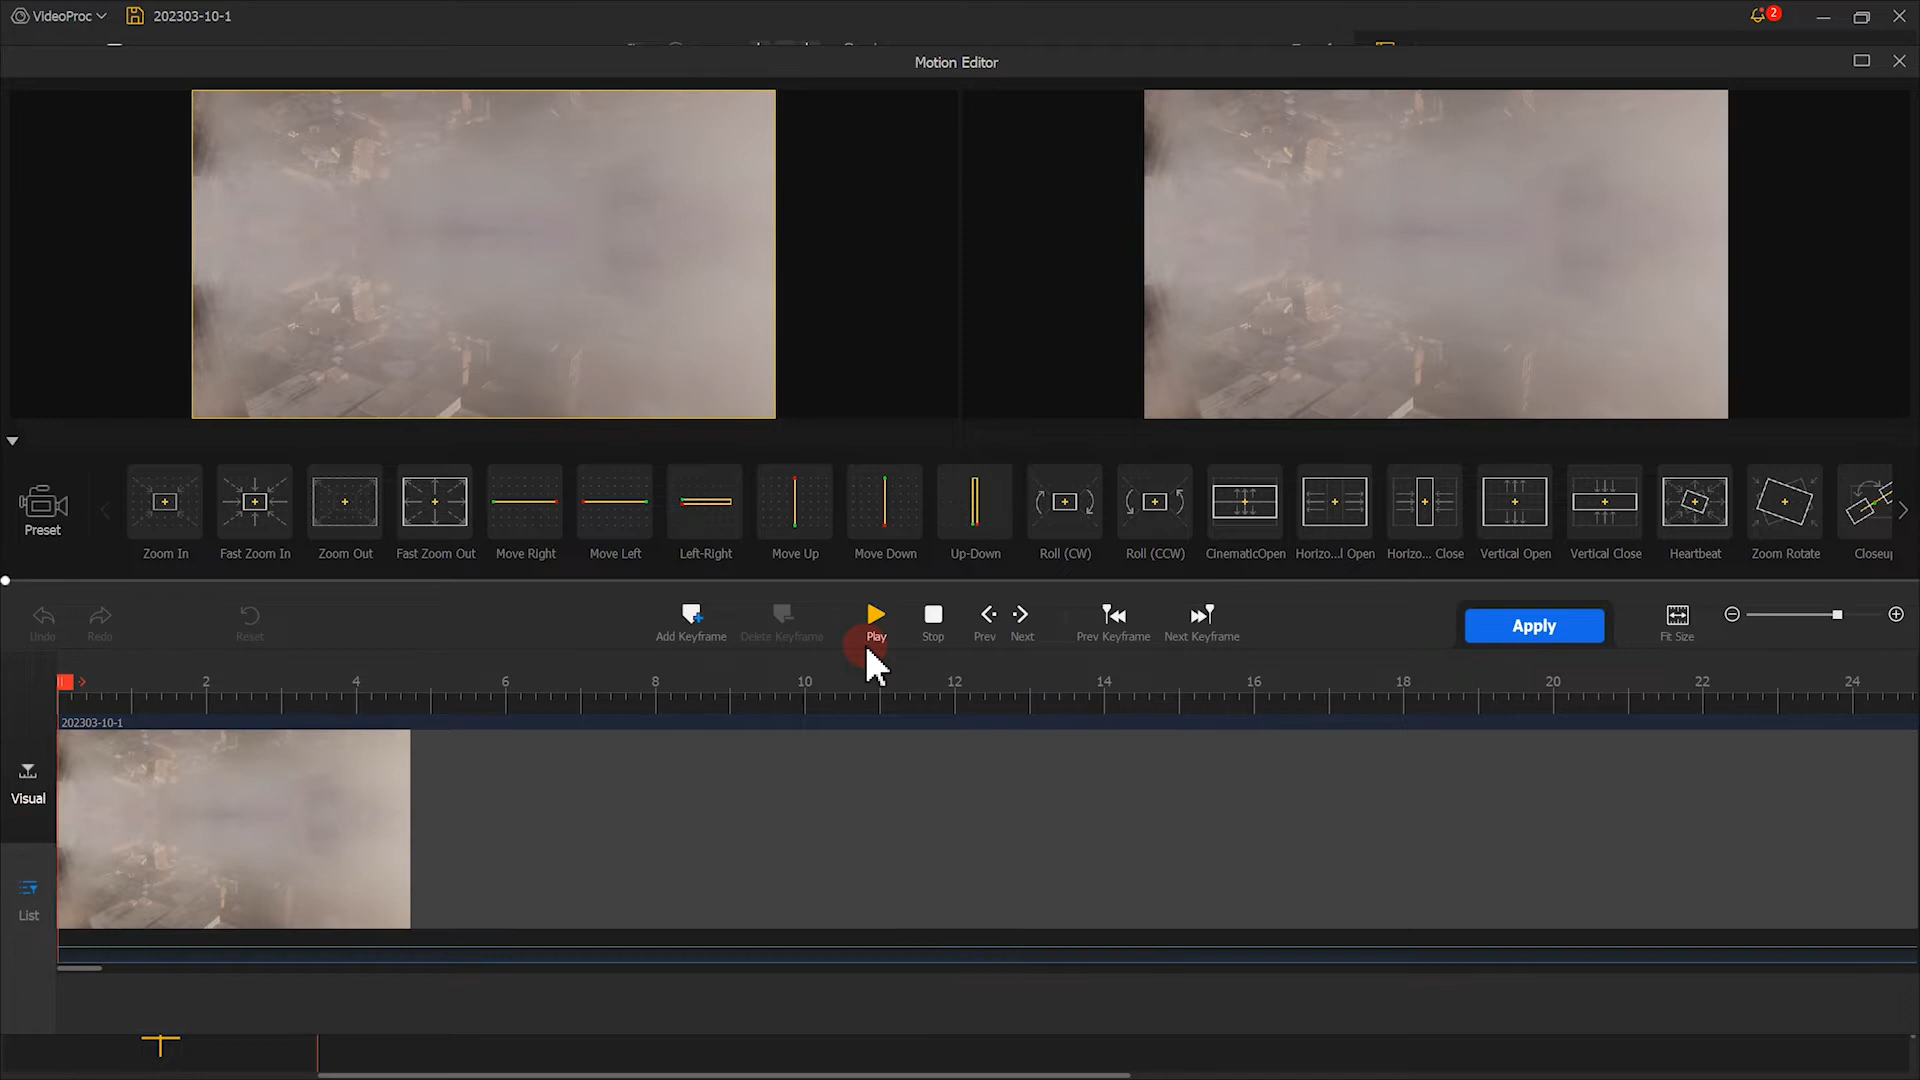 VideoProc
202303-10-1
2
Motion Editor
Preset
Zoom In
Fast Zoom In
Zoom Out
Fast Zoom Out
Move Right
Move Left
Left-Right
Move Up
Move Down
Up-Down
Roll (CW)
Roll (CCW)
CinematicOpen
Horizo...l Open
Horizo... Close
Vertical Open
Vertical Close
Heartbeat
Zoom Rotate
Closeu
Undo
Redo
Reset
Add Keyframe
Delete Keyframe
Play
Stop
Prev
Next
Prev Keyframe
Next Keyframe
Apply
Fit Size
2 4 6 8 10 12 14 16 18 20 22 24
202303-10-1
Visual
List